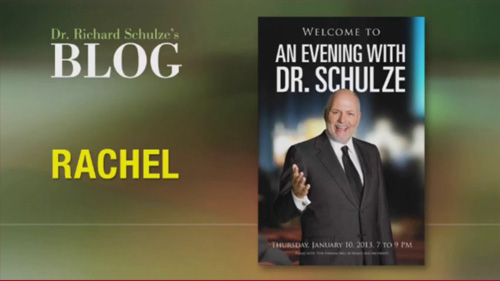 Dr. Richard Schulze's
BLOG
RACHEL
WELCOME TO
AN EVENING WITH
DR. SCHULZE
THURSDAY, JANUARY 10, 2013, 7 TO 9 PM